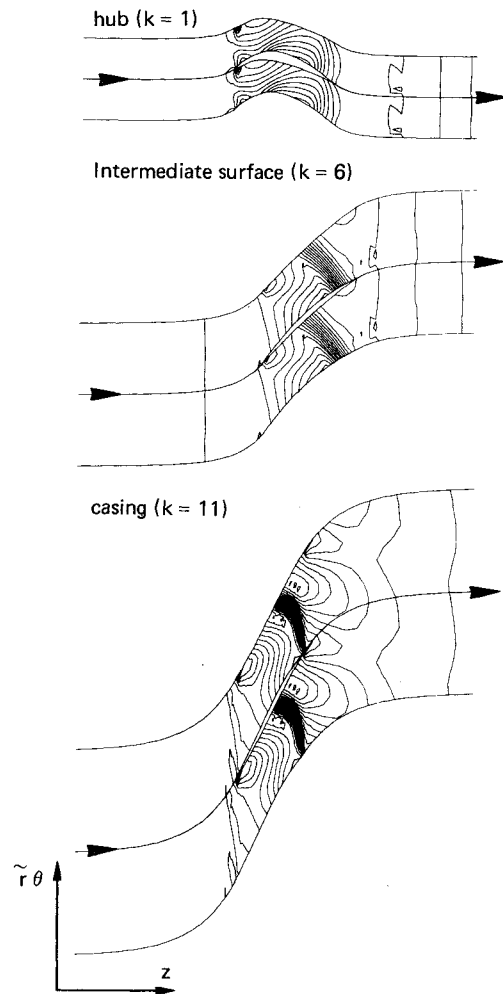 hub (k = 1)
Intermediate surface (k = 6)
casing (k = 11)
r̃ θ
z